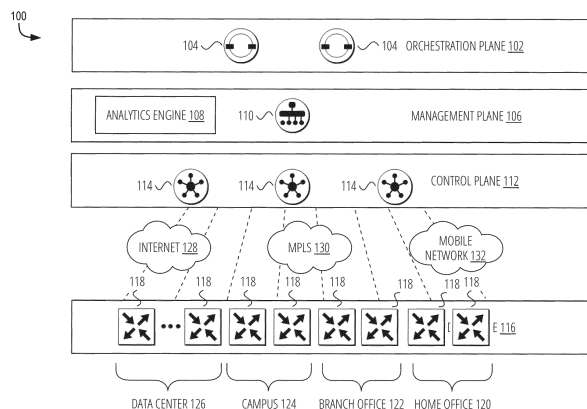 100
104
104 ORCHESTRATION PLANE 102
ANALYTICS ENGINE 108
110
MANAGEMENT PLANE 106
114
114
114
CONTROL PLANE 112
INTERNET 128
MPLS 130
MOBILE
NETWORK 132
118
118
118
118
118
118
118
118
E 116
DATA CENTER 126
CAMPUS 124
BRANCH OFFICE 122
HOME OFFICE 120